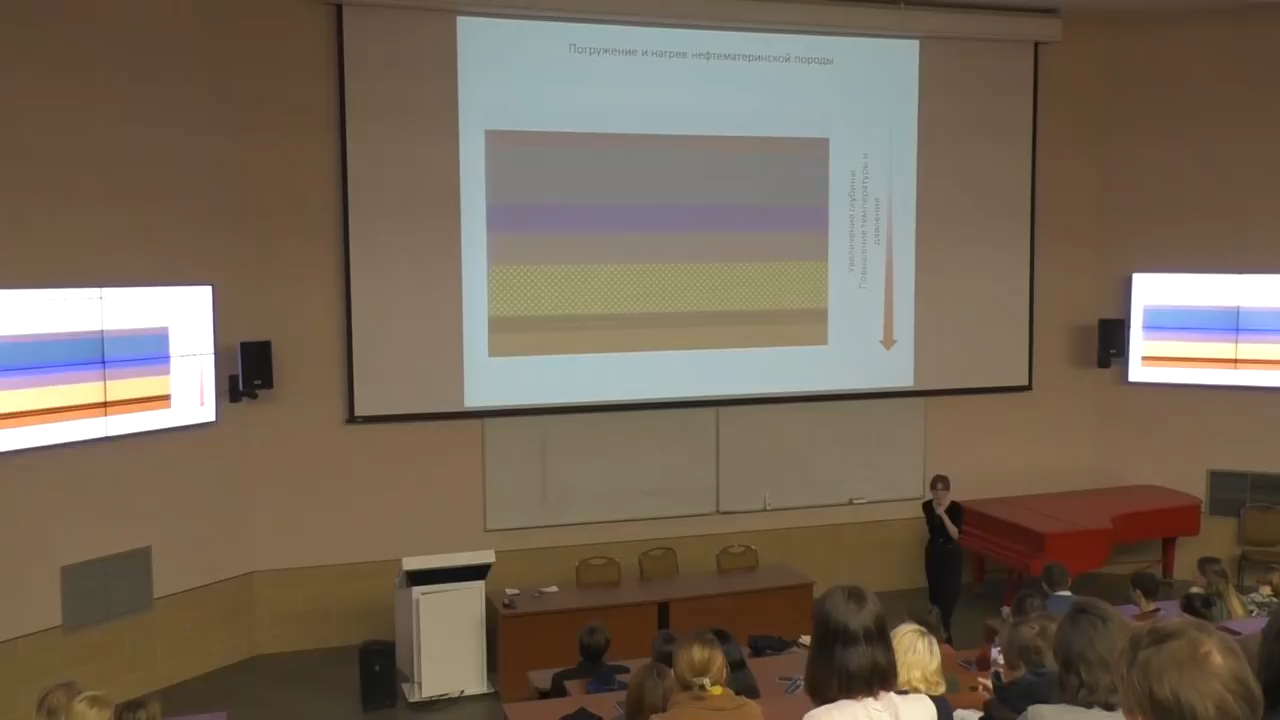 Погружение и нагрев нефтематеринской породы
Увеличение глубины
Повышение температуры и
давления